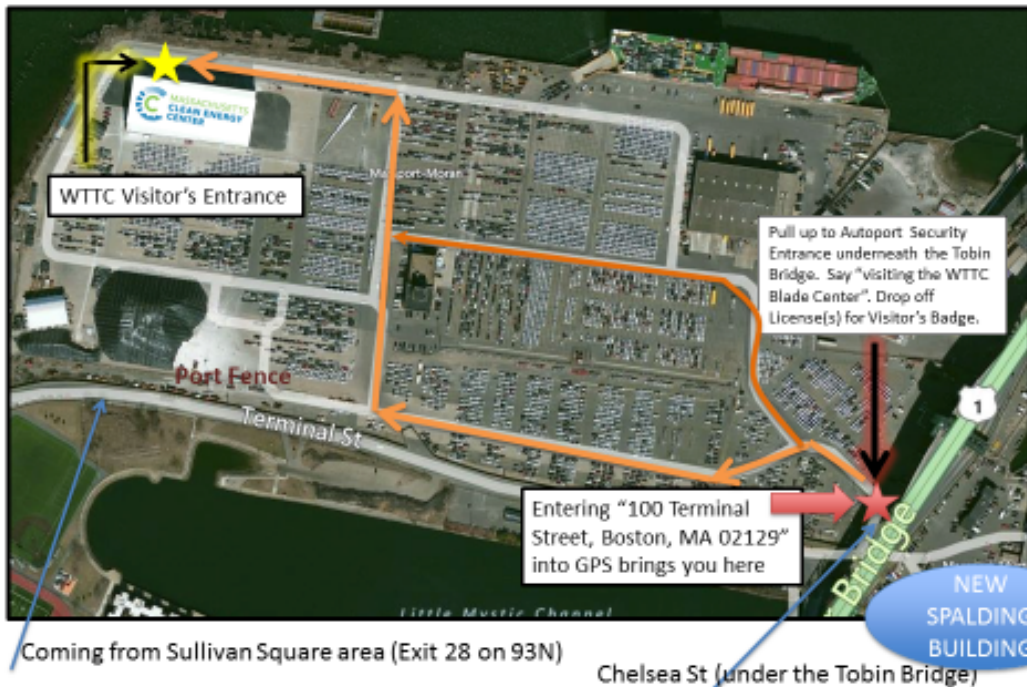 MASSACHUSETTS
CLEAN ENERGY
CENTER
WTTC Visitor's Entrance
Massport-Moran
Pull up to Autoport Security
Entrance underneath the Tobin
Bridge. Say "visiting the WTTC
Blade Center". Drop off
License(s) for Visitor's Badge.
1
Port Fence
Terminal St
Entering "100 Terminal
Street, Boston, MA 02129"
into GPS brings you here
Bridge
Little Mystic Channel
NEW
SPALDING
BUILDING
Coming from Sullivan Square area (Exit 28 on 93N)
Chelsea St (under the Tobin Bridge)